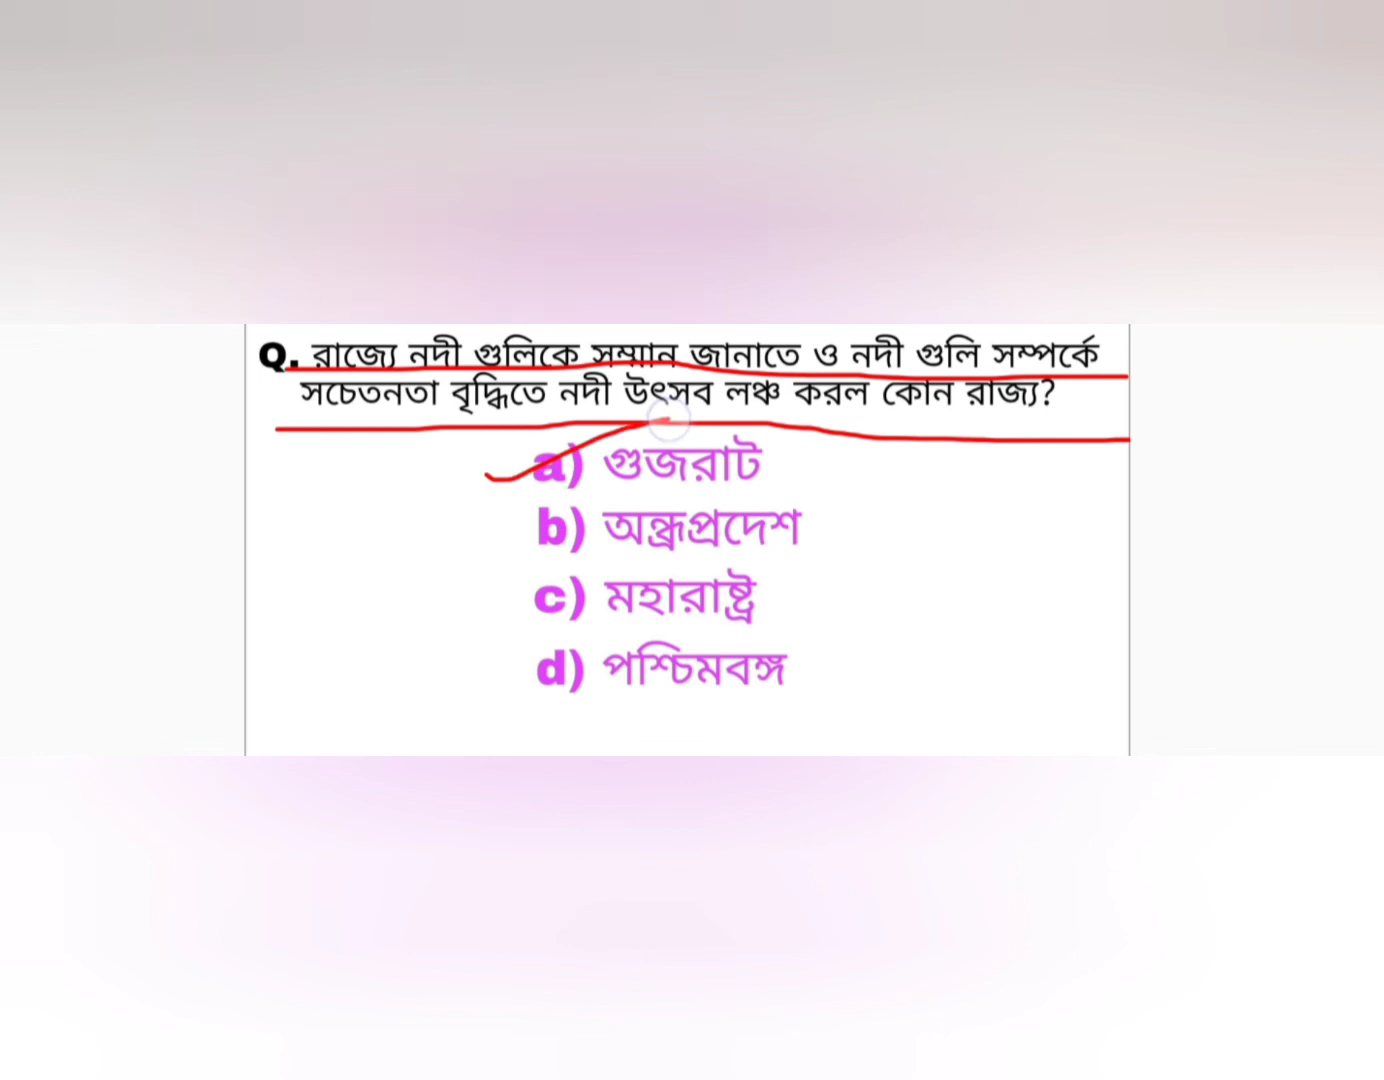 Q. রাজ্যে নদী গুলিকে সম্মান জানাতে ও নদী গুলি সম্পর্কে
সচেতনতা বৃদ্ধিতে নদী উৎসব লঞ্চ করল কোন রাজ্য?
a) গুজরাট
b) অন্ধ্রপ্রদেশ
c) মহারাষ্ট্র
d) পশ্চিমবঙ্গ